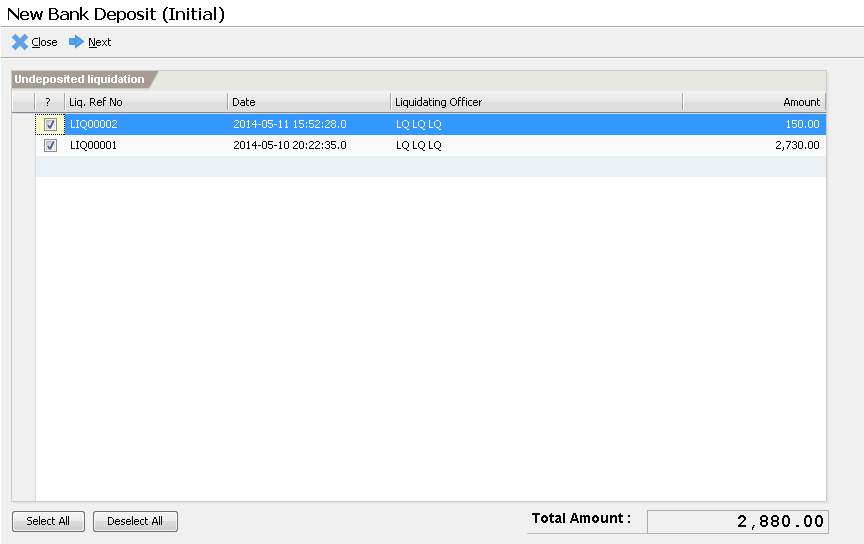 New Bank Deposit (Initial)
Close Next
Undeposited liquidation
? Liq. Ref No Date Liquidating Officer Amount
LIQ00002 2014-05-11 15:52:28.0 LQ LQ LQ 150.00
LIQ00001 2014-05-10 20:22:35.0 LQ LQ LQ 2,730.00
Select All Deselect All Total Amount : 2,880.00